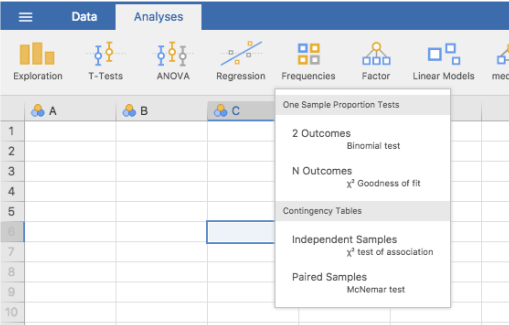 Data Analyses
Exploration T-Tests ANOVA Regression Frequencies Factor Linear Models
A B C
One Sample Proportion Tests
1
2 Outcomes
2
Binomial test
3
N Outcomes
χ² Goodness of fit
4
5
Contingency Tables
6
Independent Samples
7
χ² test of association
8
Paired Samples
9
McNemar test
10